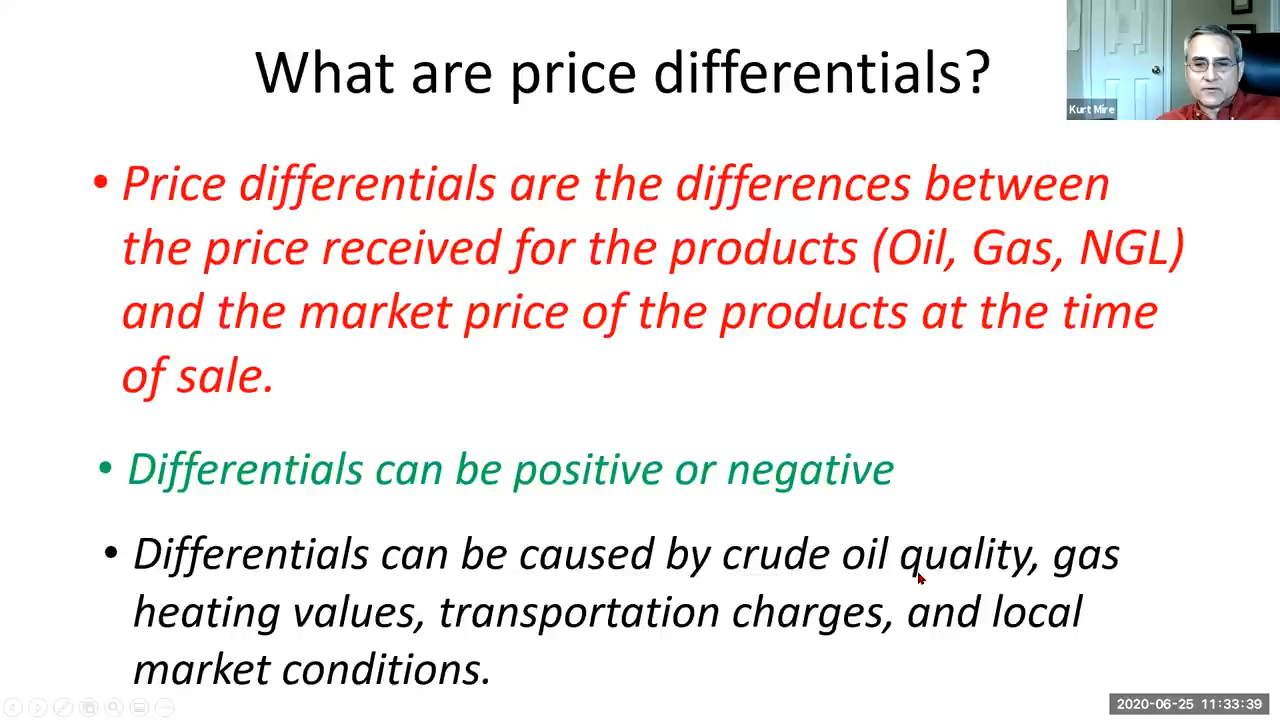 What are price differentials?
Kurt Mire
• Price differentials are the differences between
the price received for the products (Oil, Gas, NGL)
and the market price of the products at the time
of sale.
• Differentials can be positive or negative
• Differentials can be caused by crude oil quality, gas
heating values, transportation charges, and local
market conditions.
2020-06-25 11:33:39